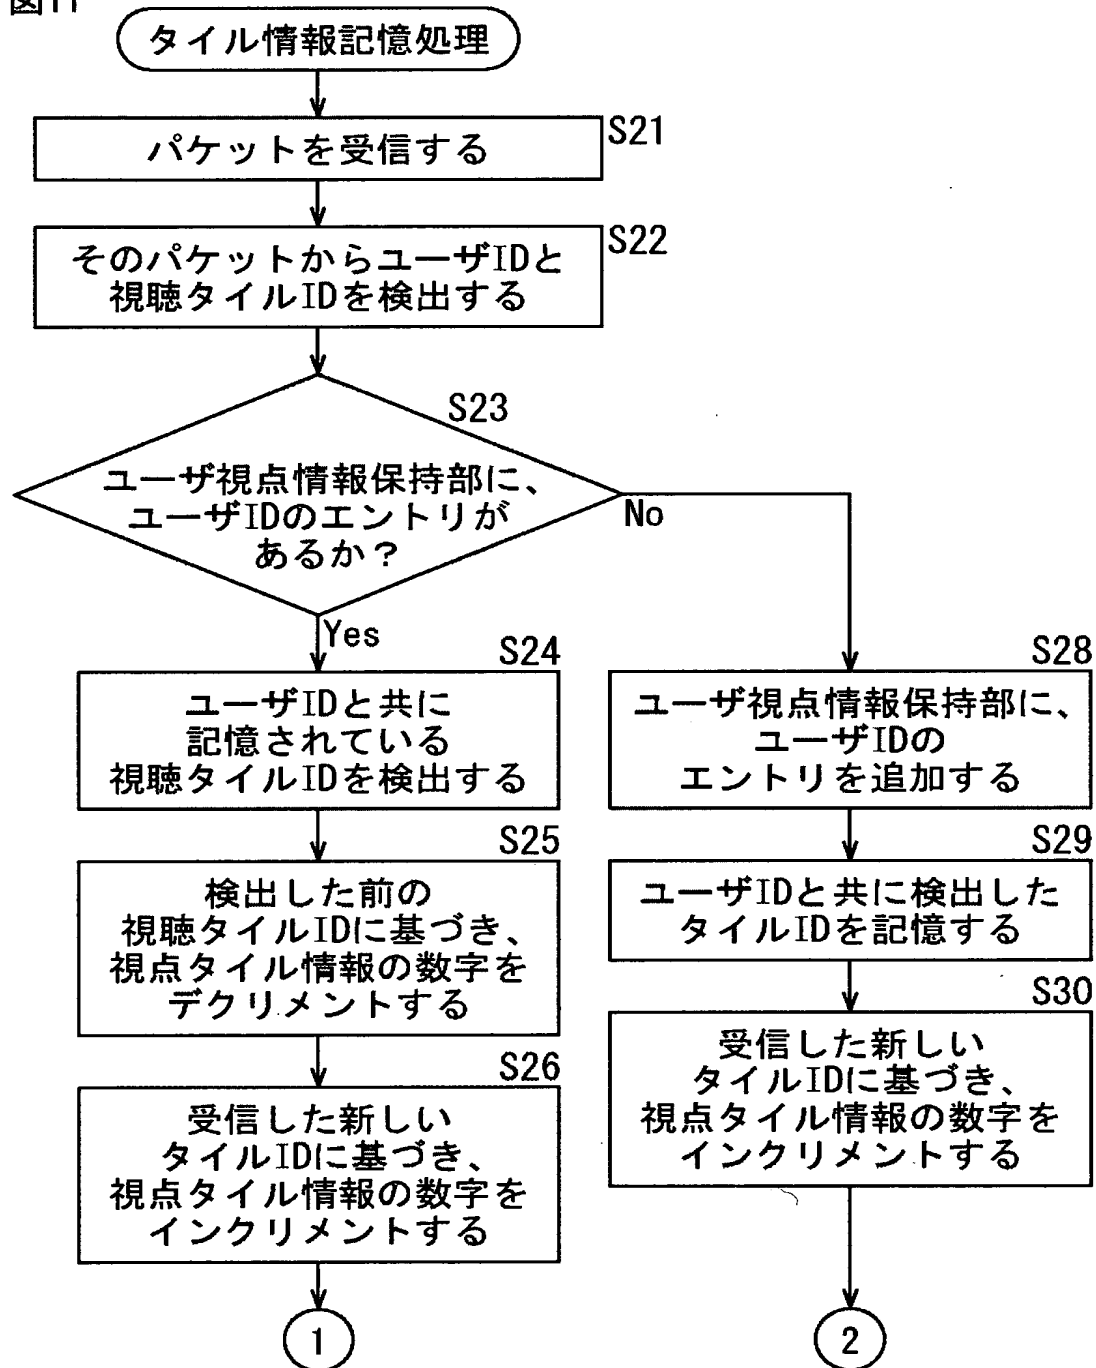 図11
タイル情報記憶処理
パケットを受信する
S21
そのパケットからユーザIDと
視聴タイルIDを検出する
S22
S23
ユーザ視点情報保持部に、
ユーザIDのエントリが
あるか？
No
Yes
S24
ユーザIDと共に
記憶されている
視聴タイルIDを検出する
S25
検出した前の
視聴タイルIDに基づき、
視点タイル情報の数字を
デクリメントする
S26
受信した新しい
タイルIDに基づき、
視点タイル情報の数字を
インクリメントする
1
S28
ユーザ視点情報保持部に、
ユーザIDの
エントリを追加する
S29
ユーザIDと共に検出した
タイルIDを記憶する
S30
受信した新しい
タイルIDに基づき、
視点タイル情報の数字を
インクリメントする
2